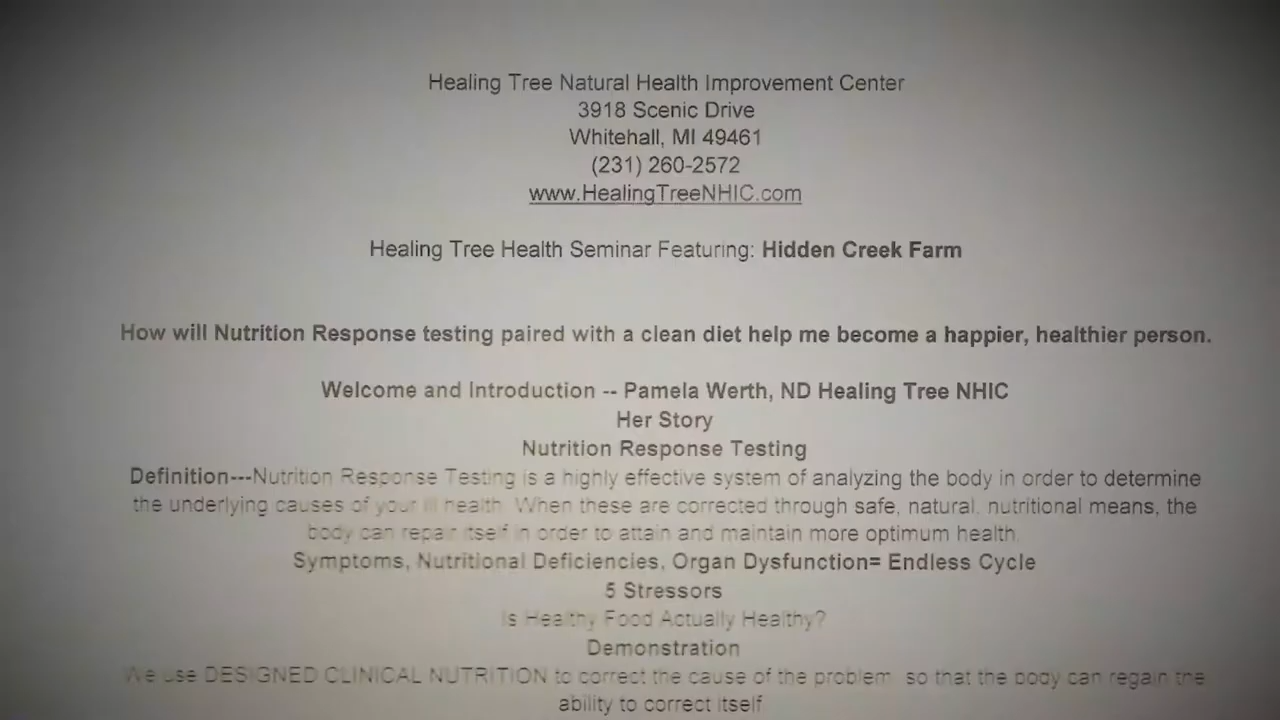 Healing Tree Natural Health Improvement Center
3918 Scenic Drive
Whitehall, MI 49461
(231) 260-2572
www.HealingTreeNHIC.com
Healing Tree Health Seminar Featuring: Hidden Creek Farm
How will Nutrition Response testing paired with a clean diet help me become a happier, healthier person.
Welcome and Introduction -- Pamela Werth, ND Healing Tree NHIC
Her Story
Nutrition Response Testing
Definition---Nutrition Response Testing is a highly effective system of analyzing the body in order to determine
the underlying causes of your ill health. When these are corrected through safe, natural, nutritional means, the
body can repair itself in order to attain and maintain more optimum health.
Symptoms, Nutritional Deficiencies, Organ Dysfunction= Endless Cycle
5 Stressors
Is Healthy Food Actually Healthy?
Demonstration
We use DESIGNED CLINICAL NUTRITION to correct the cause of the problem so that the body can regain the
ability to correct itself